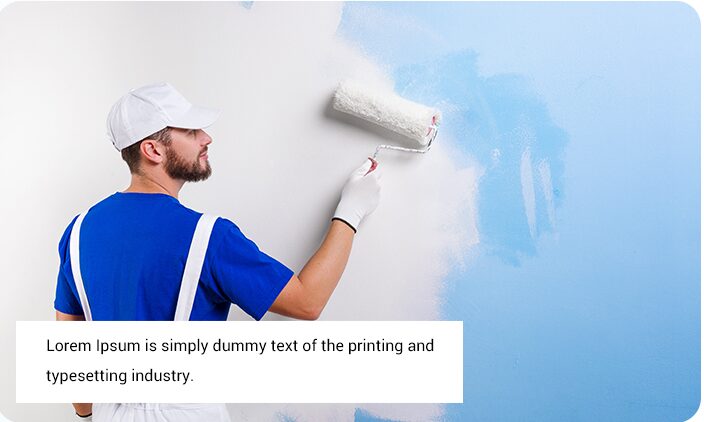 Lorem Ipsum is simply dummy text of the printing and
typesetting industry.